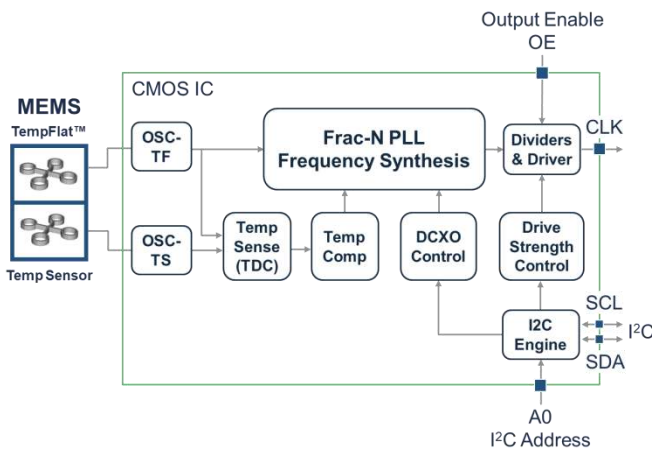 Output Enable
OE
MEMS
TempFlat™
CMOS IC
OSC-
TF
Frac-N PLL
Frequency Synthesis
Dividers
& Driver
CLK
OSC-
TS
Temp
Sense
(TDC)
Temp
Comp
DCXO
Control
Drive
Strength
Control
Temp Sensor
SCL
I2C
Engine
I²C
SDA
A0
I²C Address